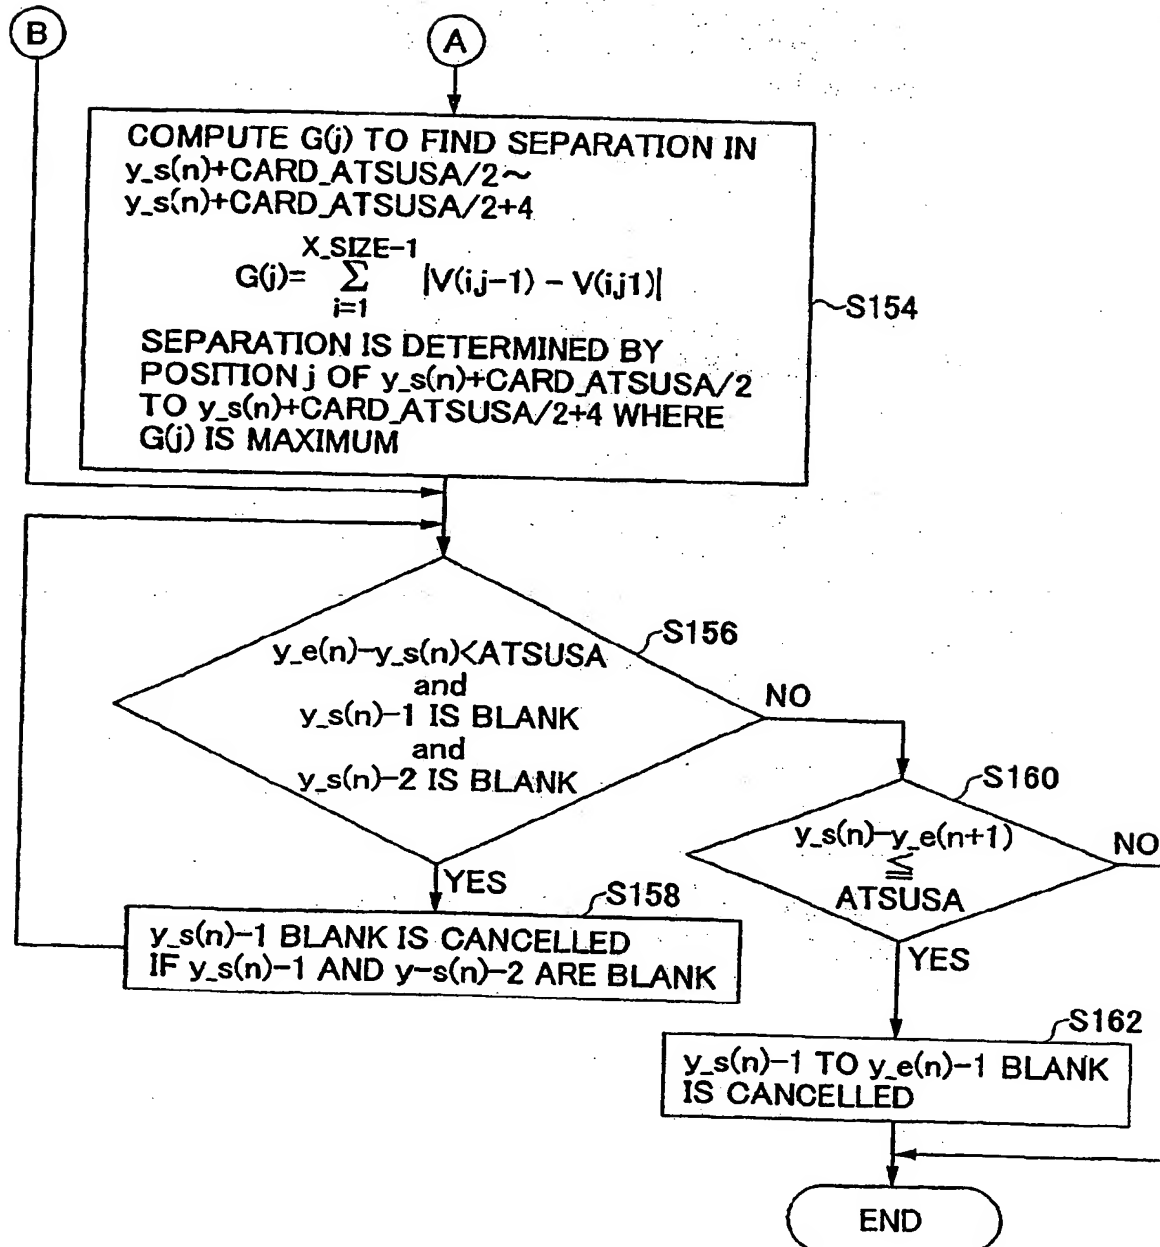 B
A
COMPUTE G(j) TO FIND SEPARATION IN
y_s(n)+CARD_ATSUSA/2~
y_s(n)+CARD_ATSUSA/2+4
X_SIZE-1
G(j)= Σ |V(i,j-1) - V(i,j1)|
i=1
SEPARATION IS DETERMINED BY
POSITION j OF y_s(n)+CARD_ATSUSA/2
TO y_s(n)+CARD_ATSUSA/2+4 WHERE
G(j) IS MAXIMUM
S154
S156
y_e(n)-y_s(n)<ATSUSA
and
y_s(n)-1 IS BLANK
and
y_s(n)-2 IS BLANK
NO
YES
S158
y_s(n)-1 BLANK IS CANCELLED
IF y_s(n)-1 AND y-s(n)-2 ARE BLANK
S160
y_s(n)-y_e(n+1)
≦
ATSUSA
NO
YES
S162
y_s(n)-1 TO y_e(n)-1 BLANK
IS CANCELLED
END